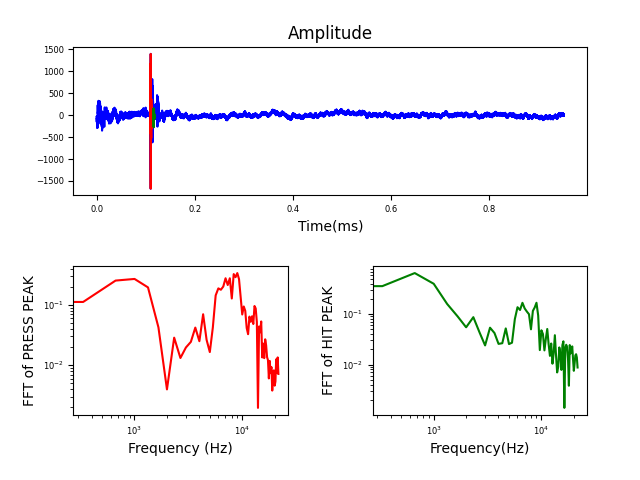 Amplitude
1500
1000
500
0
−500
−1000
−1500
0.0 0.2 0.4 0.6 0.8
Time(ms)
FFT of PRESS PEAK
10⁻¹
10⁻²
10³ 10⁴
Frequency (Hz)
FFT of HIT PEAK
10⁻¹
10⁻²
10³ 10⁴
Frequency(Hz)